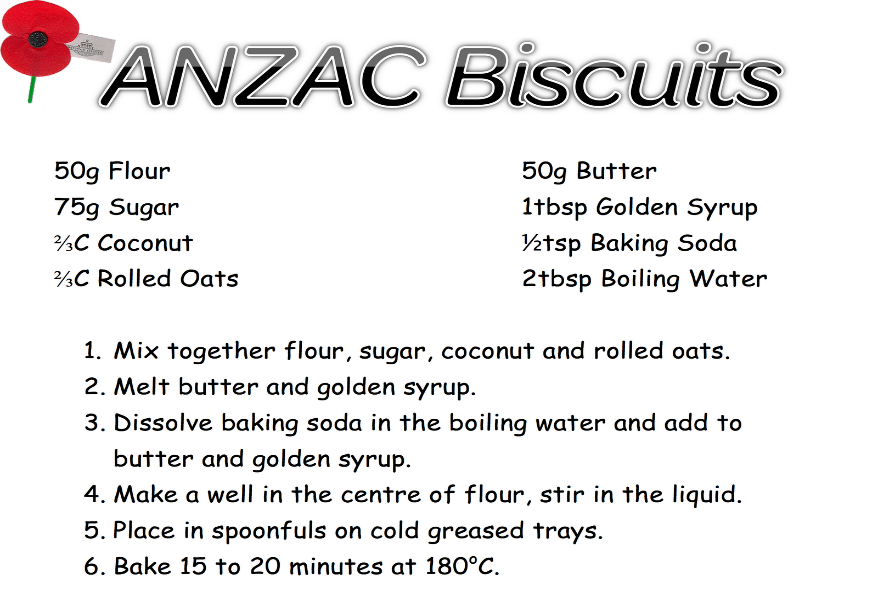 ANZAC Biscuits
50g Flour
75g Sugar
⅔C Coconut
⅔C Rolled Oats
50g Butter
1tbsp Golden Syrup
½tsp Baking Soda
2tbsp Boiling Water
1. Mix together flour, sugar, coconut and rolled oats.
2. Melt butter and golden syrup.
3. Dissolve baking soda in the boiling water and add to
butter and golden syrup.
4. Make a well in the centre of flour, stir in the liquid.
5. Place in spoonfuls on cold greased trays.
6. Bake 15 to 20 minutes at 180°C.